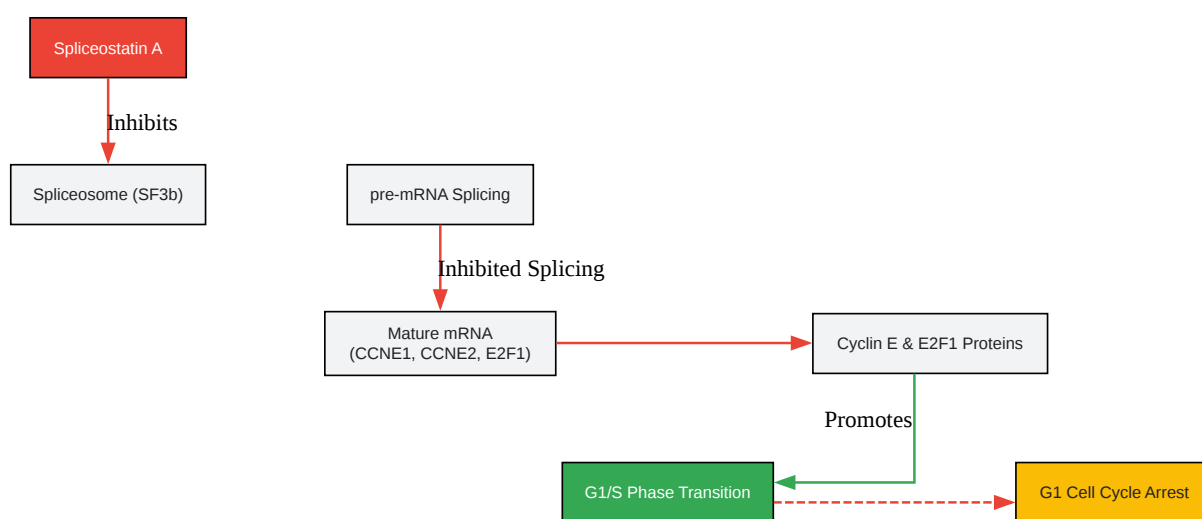 Spliceostatin A
Inhibits
Spliceosome (SF3b)
pre-mRNA Splicing
Inhibited Splicing
Mature mRNA
(CCNE1, CCNE2, E2F1)
Cyclin E & E2F1 Proteins
Promotes
G1/S Phase Transition
G1 Cell Cycle Arrest